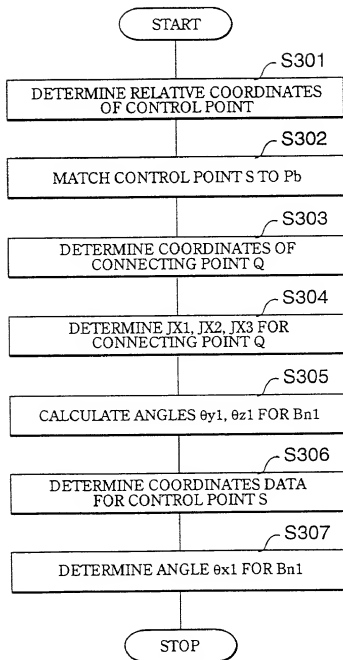 START
S301
DETERMINE RELATIVE COORDINATES
OF CONTROL POINT
S302
MATCH CONTROL POINT S TO Pb
S303
DETERMINE COORDINATES OF
CONNECTING POINT Q
S304
DETERMINE JX1, JX2, JX3 FOR
CONNECTING POINT Q
S305
CALCULATE ANGLES θy1, θz1 FOR Bn1
S306
DETERMINE COORDINATES DATA
FOR CONTROL POINT S
S307
DETERMINE ANGLE θx1 FOR Bn1
STOP